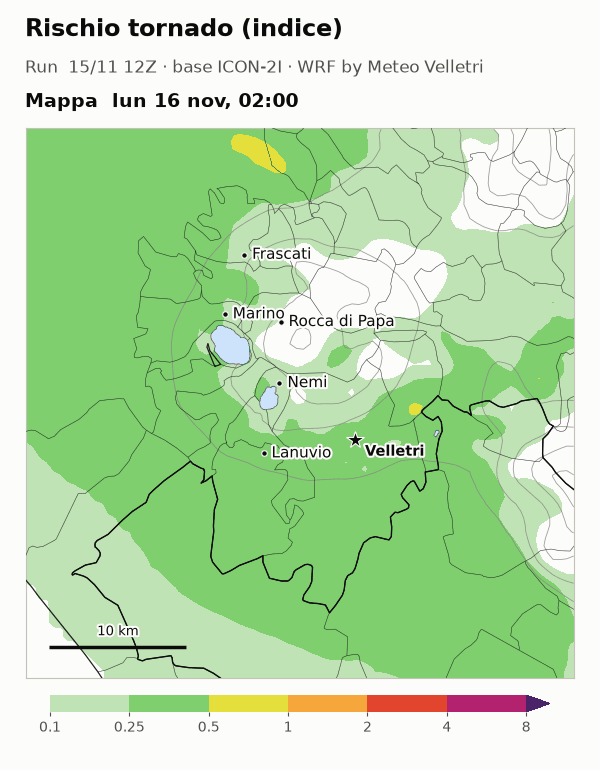 Rischio tornado (indice)
Run  15/11 12Z · base ICON-2I · WRF by Meteo Velletri
Mappa  lun 16 nov, 02:00
Frascati
Marino
Rocca di Papa
Nemi
Velletri
Lanuvio
10 km
0.1 0.25 0.5 1 2 4 8